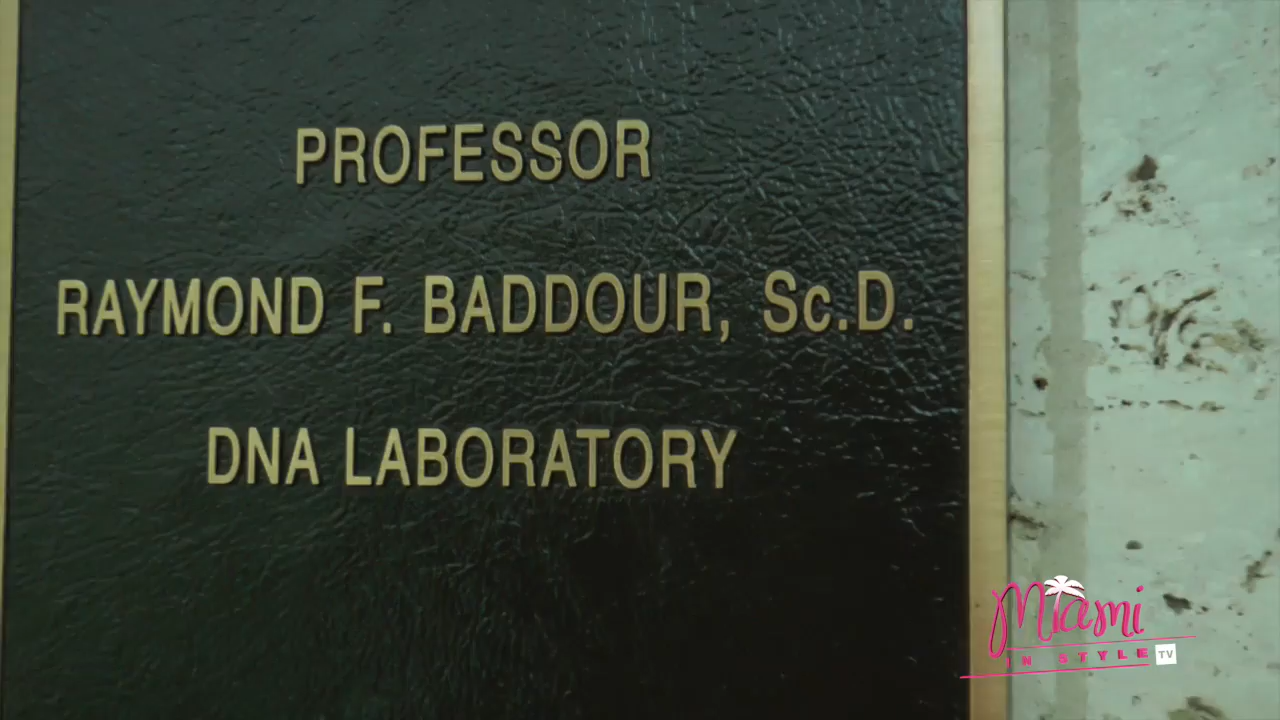 PROFESSOR
RAYMOND F. BADDOUR, Sc.D.
DNA LABORATORY
Miami
IN STYLE TV